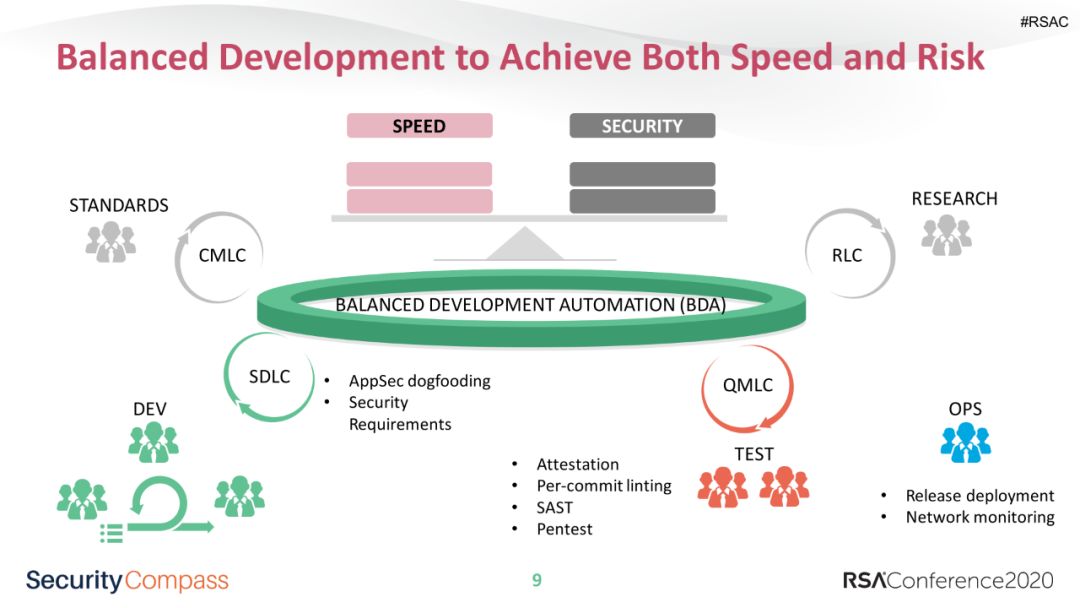 #RSAC
Balanced Development to Achieve Both Speed and Risk
SPEED
SECURITY
STANDARDS
CMLC
RESEARCH
RLC
BALANCED DEVELOPMENT AUTOMATION (BDA)
SDLC
• AppSec dogfooding
• Security
Requirements
QMLC
DEV
TEST
• Attestation
• Per-commit linting
• SAST
• Pentest
OPS
• Release deployment
• Network monitoring
SecurityCompass
9
RSAConference2020